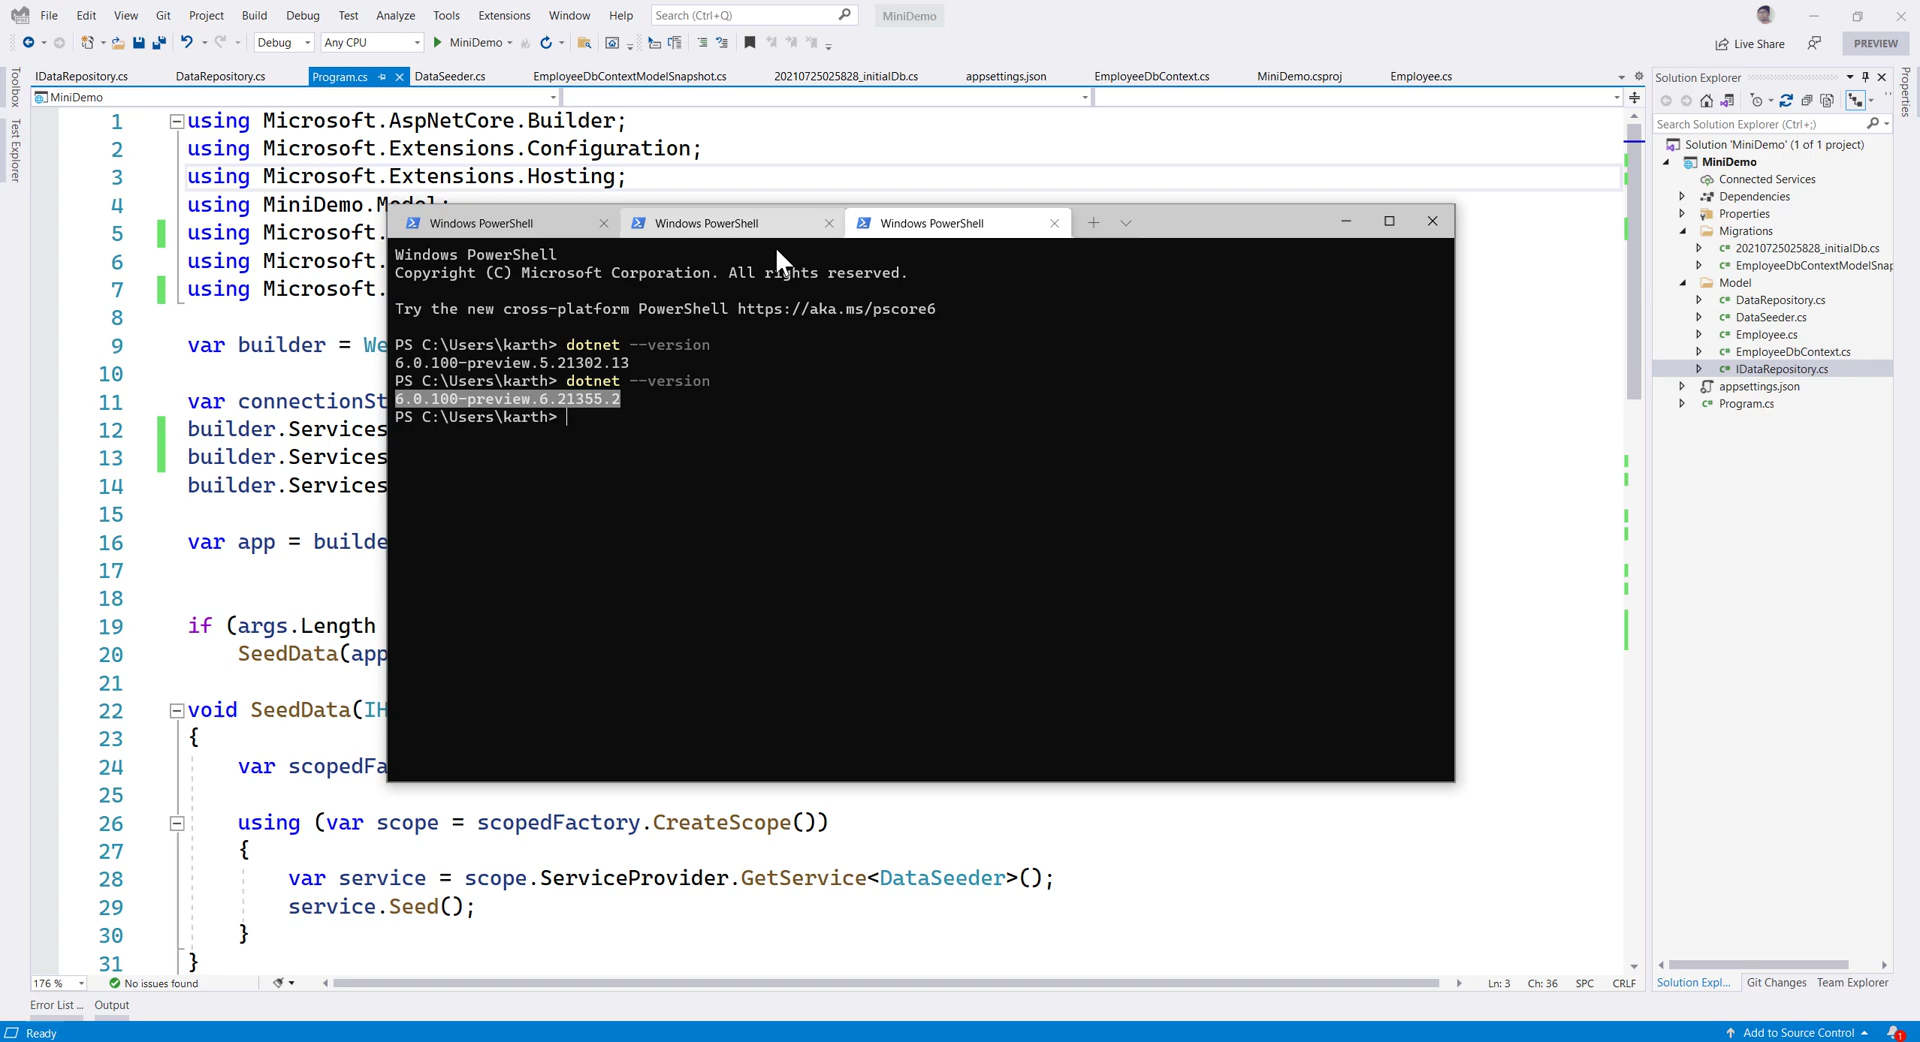 File Edit View Git Project Build Debug Test Analyze Tools Extensions Window Help Search (Ctrl+Q) MiniDemo
Debug Any CPU MiniDemo Live Share PREVIEW
IDataRepository.cs DataRepository.cs Program.cs DataSeeder.cs EmployeeDbContextModelSnapshot.cs 20210725025828_initialDb.cs appsettings.json EmployeeDbContext.cs MiniDemo.csproj Employee.cs
MiniDemo
Toolbox
Test Explorer
1 using Microsoft.AspNetCore.Builder;
2 using Microsoft.Extensions.Configuration;
3 using Microsoft.Extensions.Hosting;
4 using MiniDemo.Model;
5 using Microsoft.
6 using Microsoft.
7 using Microsoft.
8
9 var builder = We
10
11 var connectionSt
12 builder.Services
13 builder.Services
14 builder.Services
15
16 var app = builde
17
18
19 if (args.Length
20 SeedData(app
21
22 void SeedData(IH
23 {
24 var scopedFa
25
26 using (var scope = scopedFactory.CreateScope())
27 {
28 var service = scope.ServiceProvider.GetService<DataSeeder>();
29 service.Seed();
30 }
31 }
Windows PowerShell Windows PowerShell Windows PowerShell
Windows PowerShell
Copyright (C) Microsoft Corporation. All rights reserved.
Try the new cross-platform PowerShell https://aka.ms/pscore6
PS C:\Users\karth> dotnet --version
6.0.100-preview.5.21302.13
PS C:\Users\karth> dotnet --version
6.0.100-preview.6.21355.2
PS C:\Users\karth>
Solution Explorer
Search Solution Explorer (Ctrl+;)
Solution 'MiniDemo' (1 of 1 project)
MiniDemo
Connected Services
Dependencies
Properties
Migrations
C# 20210725025828_initialDb.cs
C# EmployeeDbContextModelSnap
Model
C# DataRepository.cs
C# DataSeeder.cs
C# Employee.cs
C# EmployeeDbContext.cs
C# IDataRepository.cs
appsettings.json
C# Program.cs
Properties
176 % No issues found Ln: 3 Ch: 36 SPC CRLF
Solution Expl... Git Changes Team Explorer
Error List ... Output
Ready Add to Source Control 1